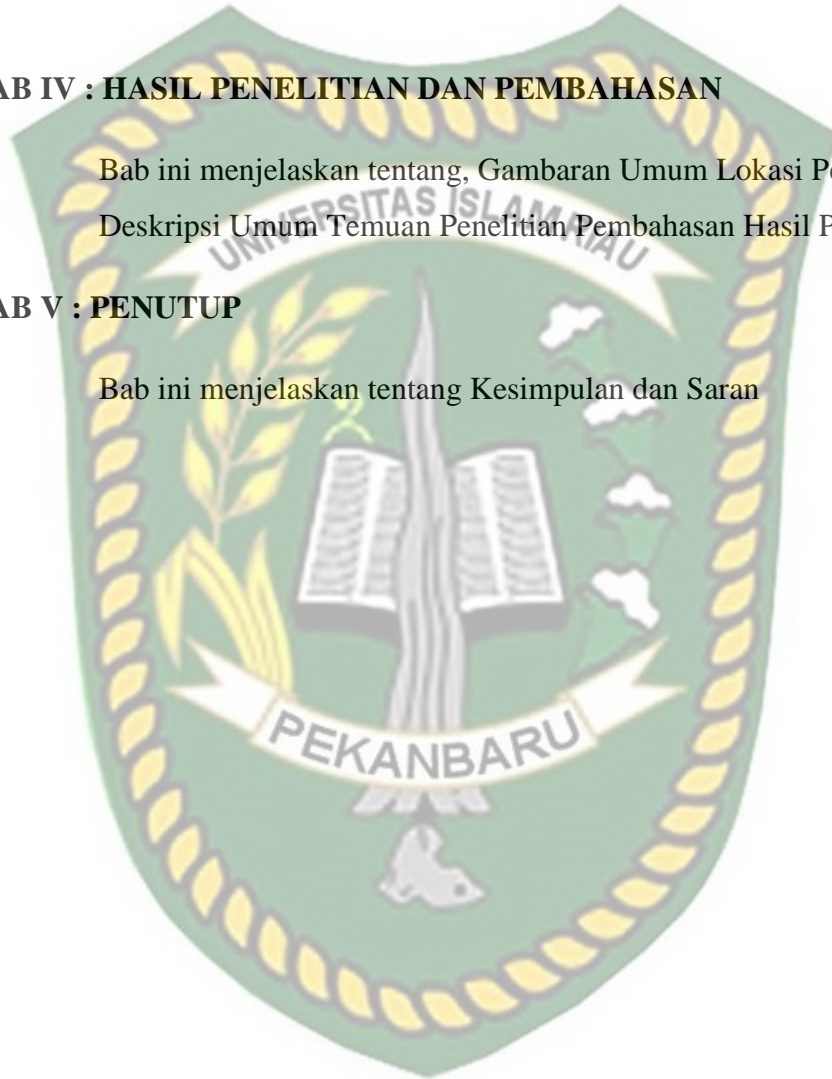 AB IV : HASIL PENELITIAN DAN PEMBAHASAN
Bab ini menjelaskan tentang, Gambaran Umum Lokasi
Deskripsi Umum Temuan Penelitian Pembahasan Hasil
UNIVERSITAS ISLAM RIAU
AB V : PENUTUP
Bab ini menjelaskan tentang Kesimpulan dan Saran
PEKANBARU